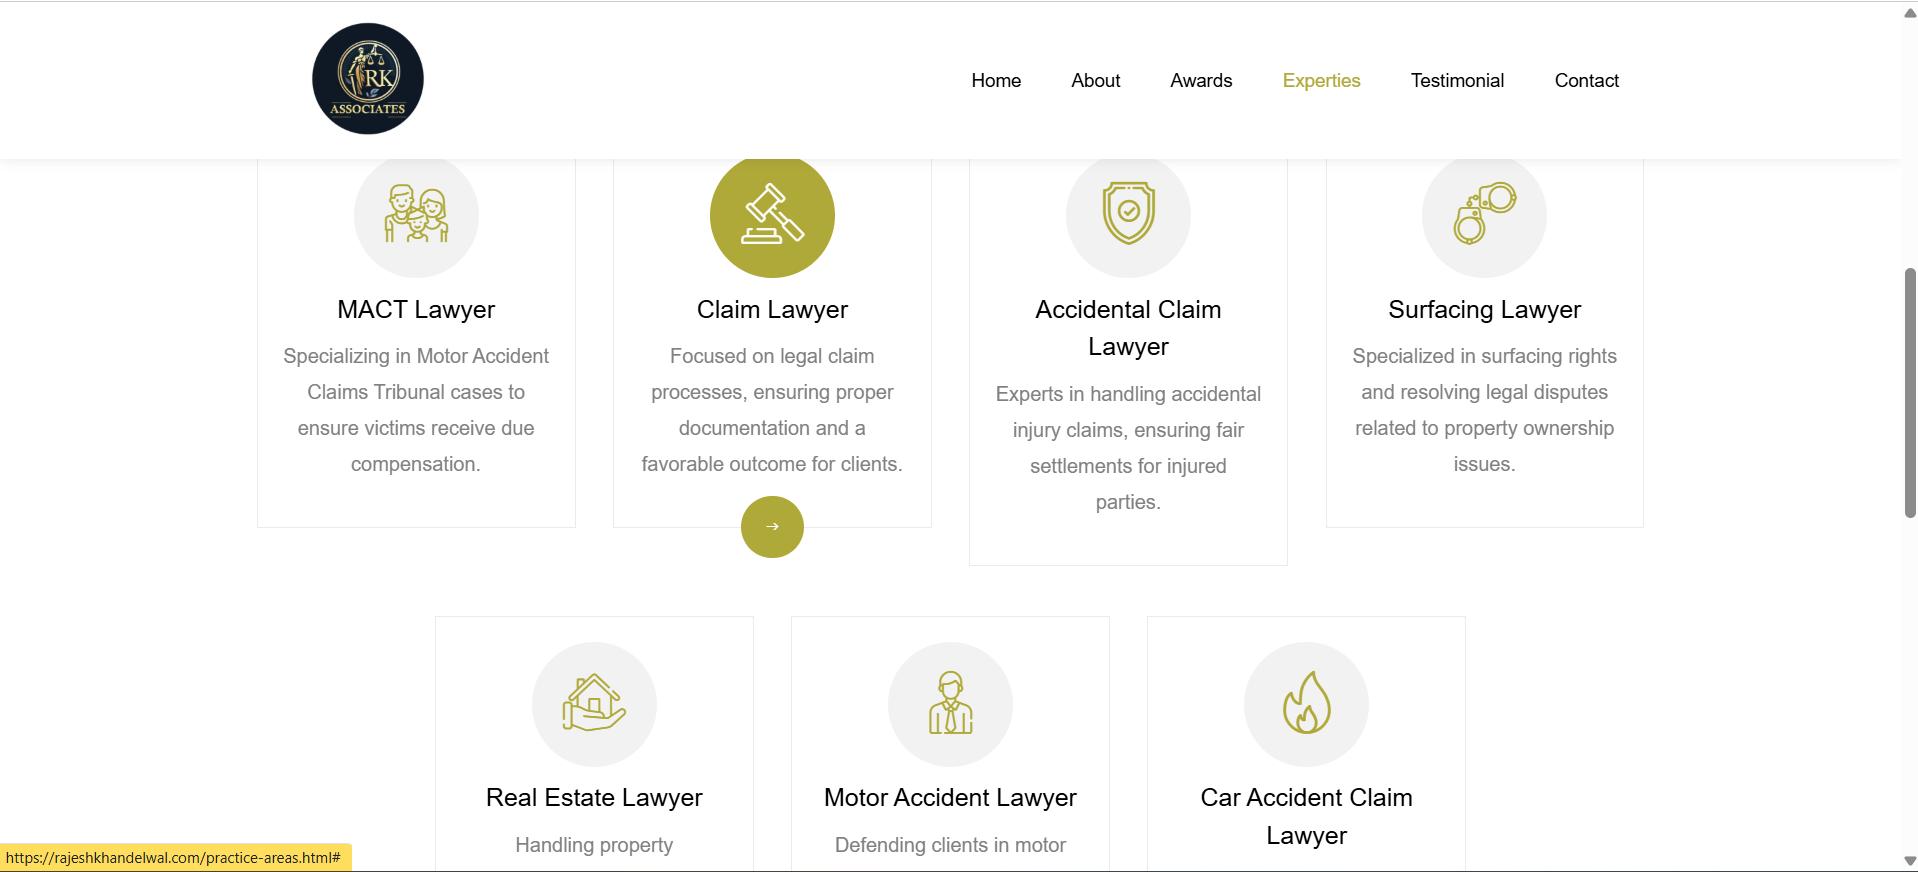 RK
ASSOCIATES
Home About Awards Experties Testimonial Contact
MACT Lawyer
Specializing in Motor Accident
Claims Tribunal cases to
ensure victims receive due
compensation.
Claim Lawyer
Focused on legal claim
processes, ensuring proper
documentation and a
favorable outcome for clients.
Accidental Claim
Lawyer
Experts in handling accidental
injury claims, ensuring fair
settlements for injured
parties.
Surfacing Lawyer
Specialized in surfacing rights
and resolving legal disputes
related to property ownership
issues.
Real Estate Lawyer
Handling property
Motor Accident Lawyer
Defending clients in motor
Car Accident Claim
Lawyer
https://rajeshkhandelwal.com/practice-areas.html#